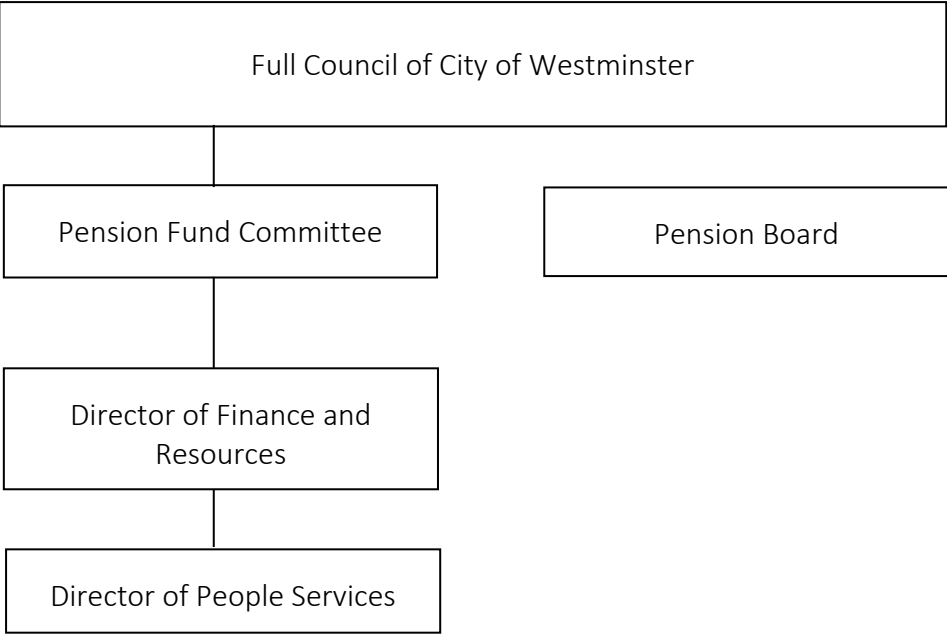 Full Council of City of Westminster
Pension Fund Committee
Pension Board
Director of Finance and
Resources
Director of People Services